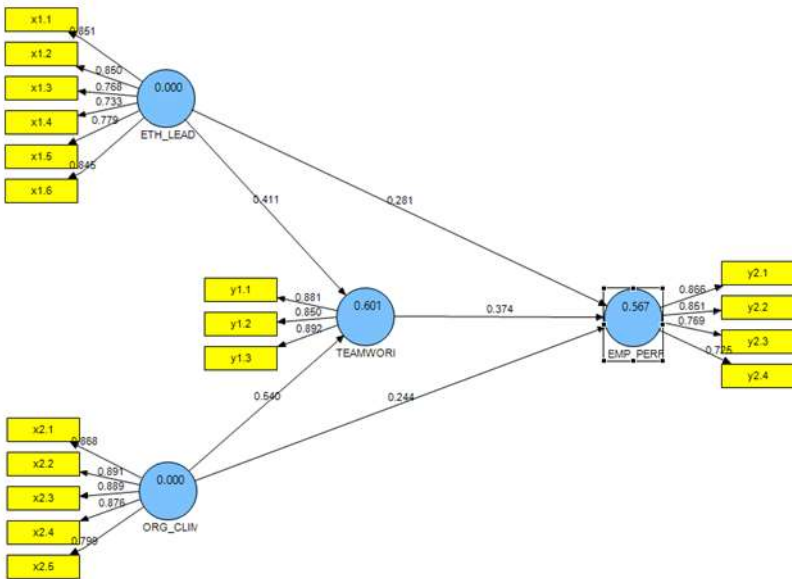 x1.1
0.851
x1.2
0.850
x1.3
0.768
0.733
x1.4
0.779
x1.5
0.845
x1.6
0.000
ETH_LEAD
0.411
0.281
y1.1
0.881
y1.2
0.850
y1.3
0.892
0.601
TEAMWORI
0.374
0.567
EMP_PERF
y2.1
0.866
y2.2
0.851
y2.3
0.769
y2.4
0.725
0.540
0.244
x2.1
0.868
x2.2
0.891
x2.3
0.889
x2.4
0.876
x2.5
0.799
0.000
ORG_CLIM